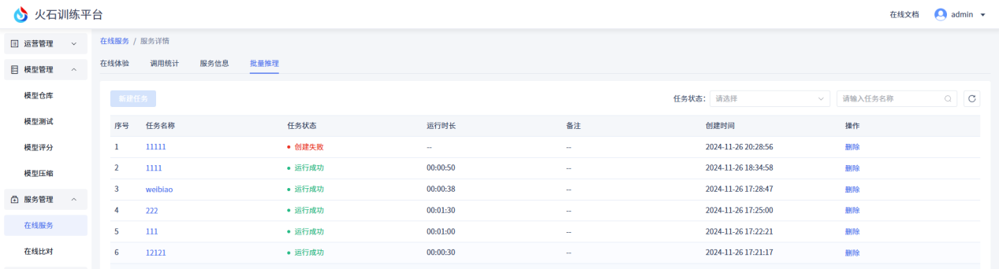 火石训练平台
在线文档 admin
运营管理
模型管理
模型仓库
模型测试
模型评分
模型压缩
服务管理
在线服务
在线比对
在线服务 / 服务详情
在线体验 调用统计 服务信息 批量推理
新建任务 任务状态: 请选择 请输入任务名称
序号 任务名称 任务状态 运行时长 备注 创建时间 操作
1 11111 创建失败 -- -- 2024-11-26 20:28:56 删除
2 1111 运行成功 00:00:50 -- 2024-11-26 18:34:58 删除
3 weibiao 运行成功 00:00:38 -- 2024-11-26 17:28:47 删除
4 222 运行成功 00:01:30 -- 2024-11-26 17:25:00 删除
5 111 运行成功 00:01:00 -- 2024-11-26 17:22:21 删除
6 12121 运行成功 00:00:30 -- 2024-11-26 17:21:17 删除